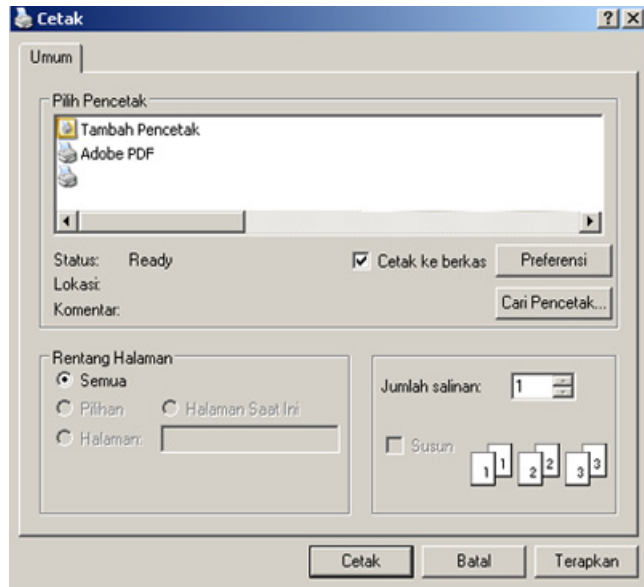 Cetak
Umum
Pilih Pencetak
Tambah Pencetak
Adobe PDF
Status: Ready
Cetak ke berkas
Preferensi
Lokasi:
Komentar:
Cari Pencetak...
Rentang Halaman
Semua
Pilihan
Halaman Saat Ini
Halaman:
Jumlah salinan: 1
Susun
1 1 2 2 3 3
Cetak
Batal
Terapkan